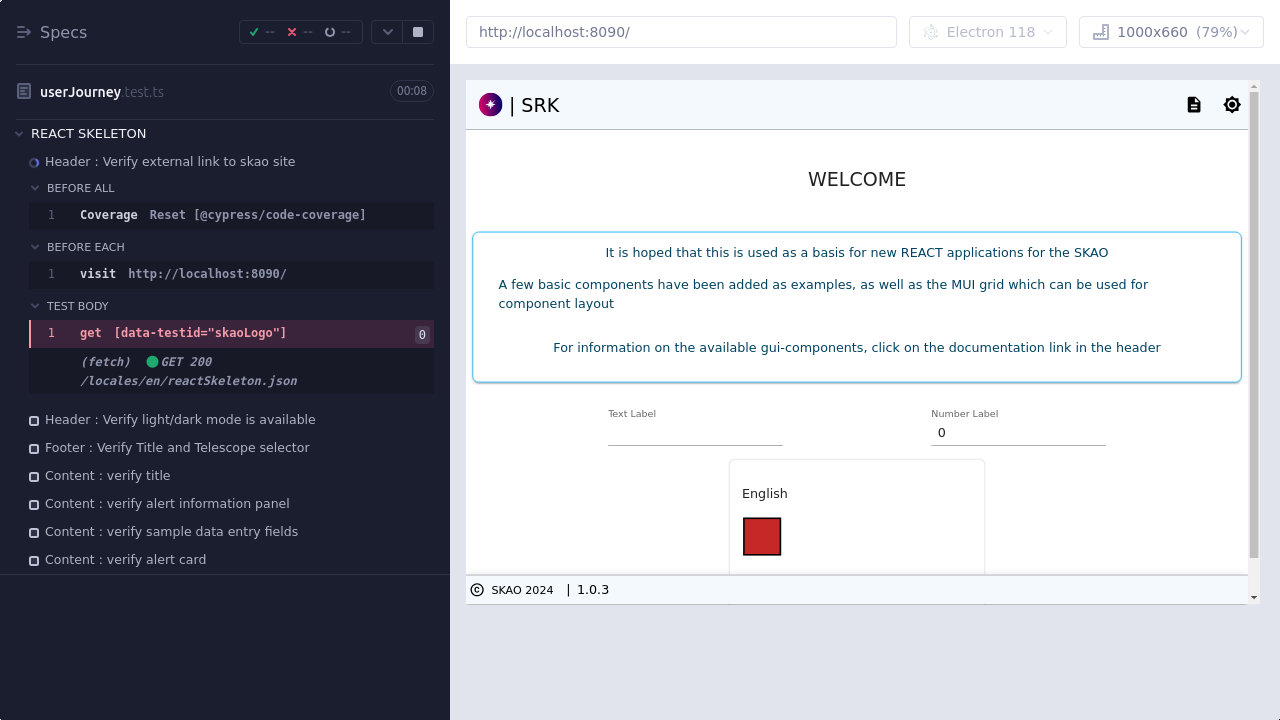 Specs
--
--
--
userJourney.test.ts
00:08
REACT SKELETON
Header : Verify external link to skao site
BEFORE ALL
1 Coverage Reset [@cypress/code-coverage]
BEFORE EACH
1 visit http://localhost:8090/
TEST BODY
1 get [data-testid="skaoLogo"] 0
(fetch) GET 200
/locales/en/reactSkeleton.json
Header : Verify light/dark mode is available
Footer : Verify Title and Telescope selector
Content : verify title
Content : verify alert information panel
Content : verify sample data entry fields
Content : verify alert card
http://localhost:8090/
Electron 118
1000x660 (79%)
| SRK
WELCOME
It is hoped that this is used as a basis for new REACT applications for the SKAO
A few basic components have been added as examples, as well as the MUI grid which can be used for
component layout
For information on the available gui-components, click on the documentation link in the header
Text Label
Number Label
0
English
© SKAO 2024 | 1.0.3